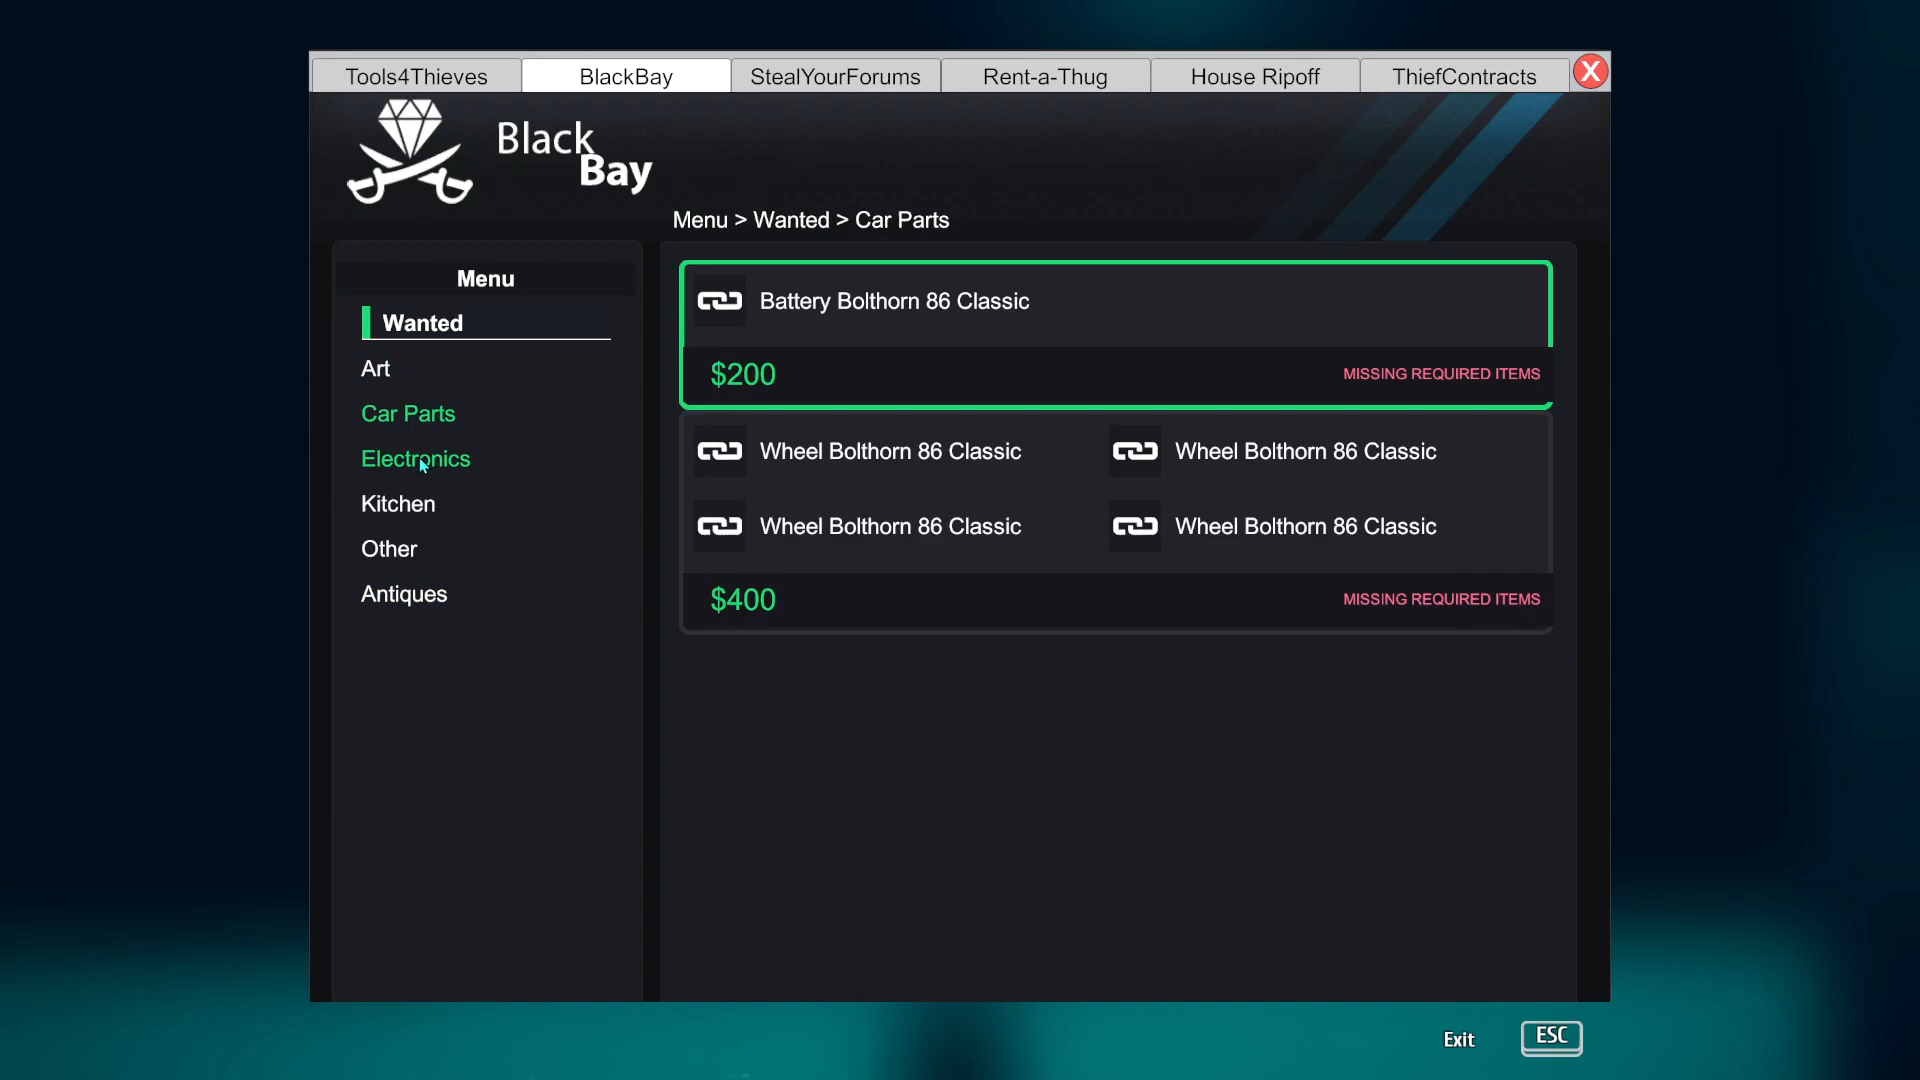 Tools4Thieves BlackBay StealYourForums Rent-a-Thug House Ripoff ThiefContracts X
Black
Bay
Menu > Wanted > Car Parts
Menu
Wanted
Art
Car Parts
Electronics
Kitchen
Other
Antiques
Battery Bolthorn 86 Classic
$200 MISSING REQUIRED ITEMS
Wheel Bolthorn 86 Classic Wheel Bolthorn 86 Classic
Wheel Bolthorn 86 Classic Wheel Bolthorn 86 Classic
$400 MISSING REQUIRED ITEMS
Exit ESC